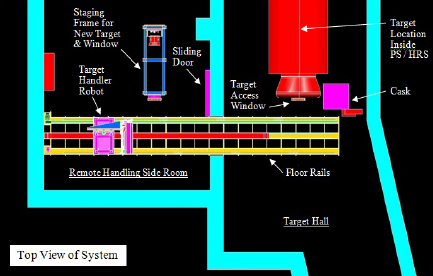 Staging
Frame for
New Target
& Window
Sliding
Door
Target
Location
Inside
PS / HRS
Target
Handler
Robot
Target
Access
Window
Cask
Remote Handling Side Room
Floor Rails
Target Hall
Top View of System